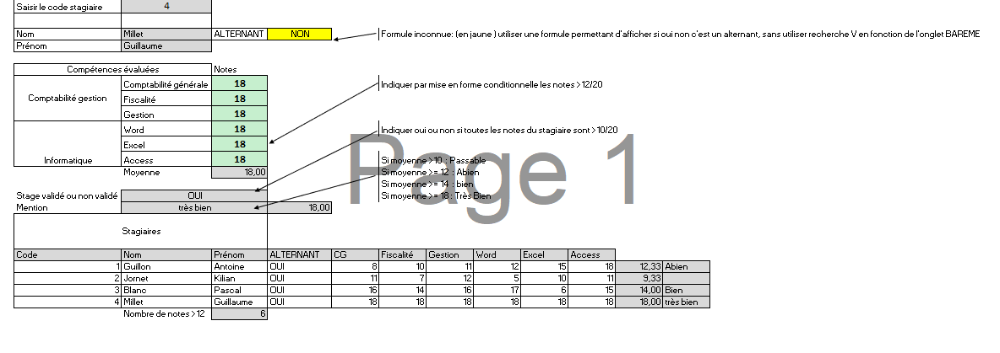 Saisir le code stagiaire 4
Nom Millet ALTERNANT NON
Formule inconnue: (en jaune ) utiliser une formule permettant d'afficher si oui non c'est un alternant, sans utiliser recherche V en fonction de l'onglet BAREME
Prénom Guillaume
Compétences évaluées Notes
Comptabilité générale 18
Indiquer par mise en forme conditionnelle les notes >12/20
Comptabilité gestion Fiscalité 18
Gestion 18
Word 18
Indiquer oui ou non si toutes les notes du stagiaire sont >10/20
Excel 18
Informatique Access 18
Moyenne 18,00
Si moyenne >10 : Passable
Si moyenne >= 12 : Abien
Si moyenne >= 14 : bien
Si moyenne >= 18 : Très Bien
Page 1
Stage validé ou non validé OUI
Mention très bien 18,00
Stagiaires
Code Nom Prénom ALTERNANT CG Fiscalité Gestion Word Excel Access
1 Guillon Antoine OUI 8 10 11 12 15 18 12,33 Abien
2 Jornet Kilian OUI 11 7 12 5 10 11 9,33
3 Blanc Pascal OUI 16 14 16 17 6 15 14,00 Bien
4 Millet Guillaume OUI 18 18 18 18 18 18 18,00 très bien
Nombre de notes >12 6